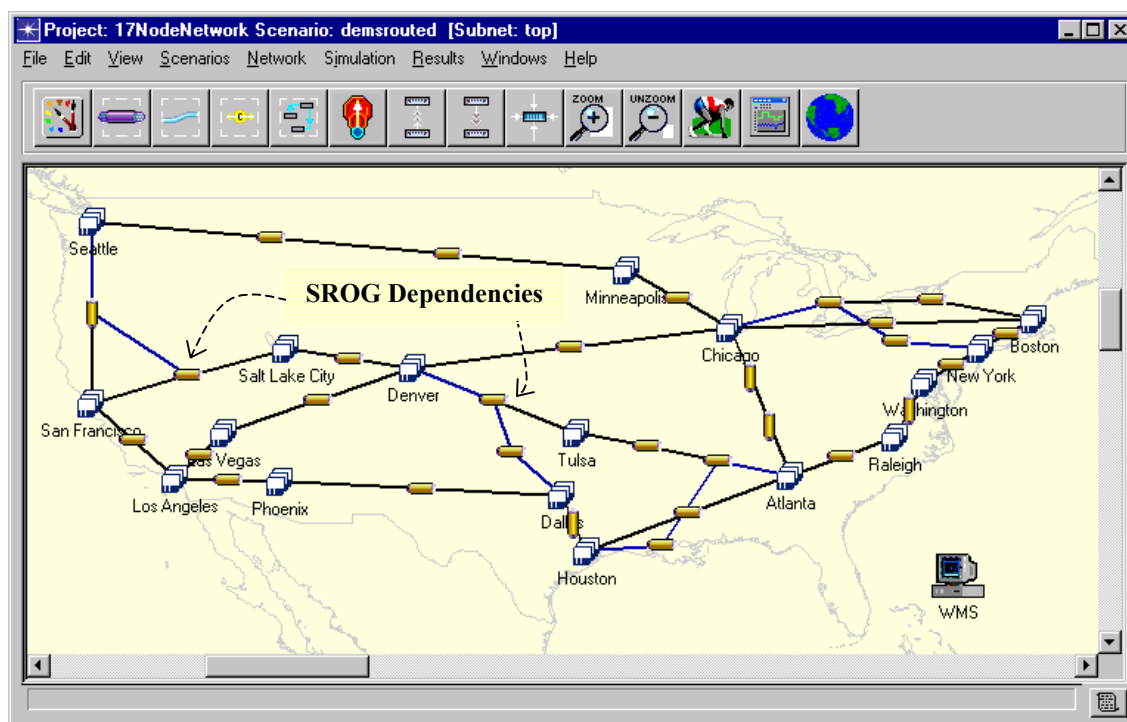 Project: 17NodeNetwork Scenario: demsrouted [Subnet: top]
File Edit View Scenarios Network Simulation Results Windows Help
ZOOM UNZOOM
Seattle
SROG Dependencies
Minneapolis
Chicago
Boston
Salt Lake City
New York
Denver
Washington
San Francisco
Las Vegas
Tulsa
Raleigh
Los Angeles
Phoenix
Atlanta
Dallas
Houston
WMS